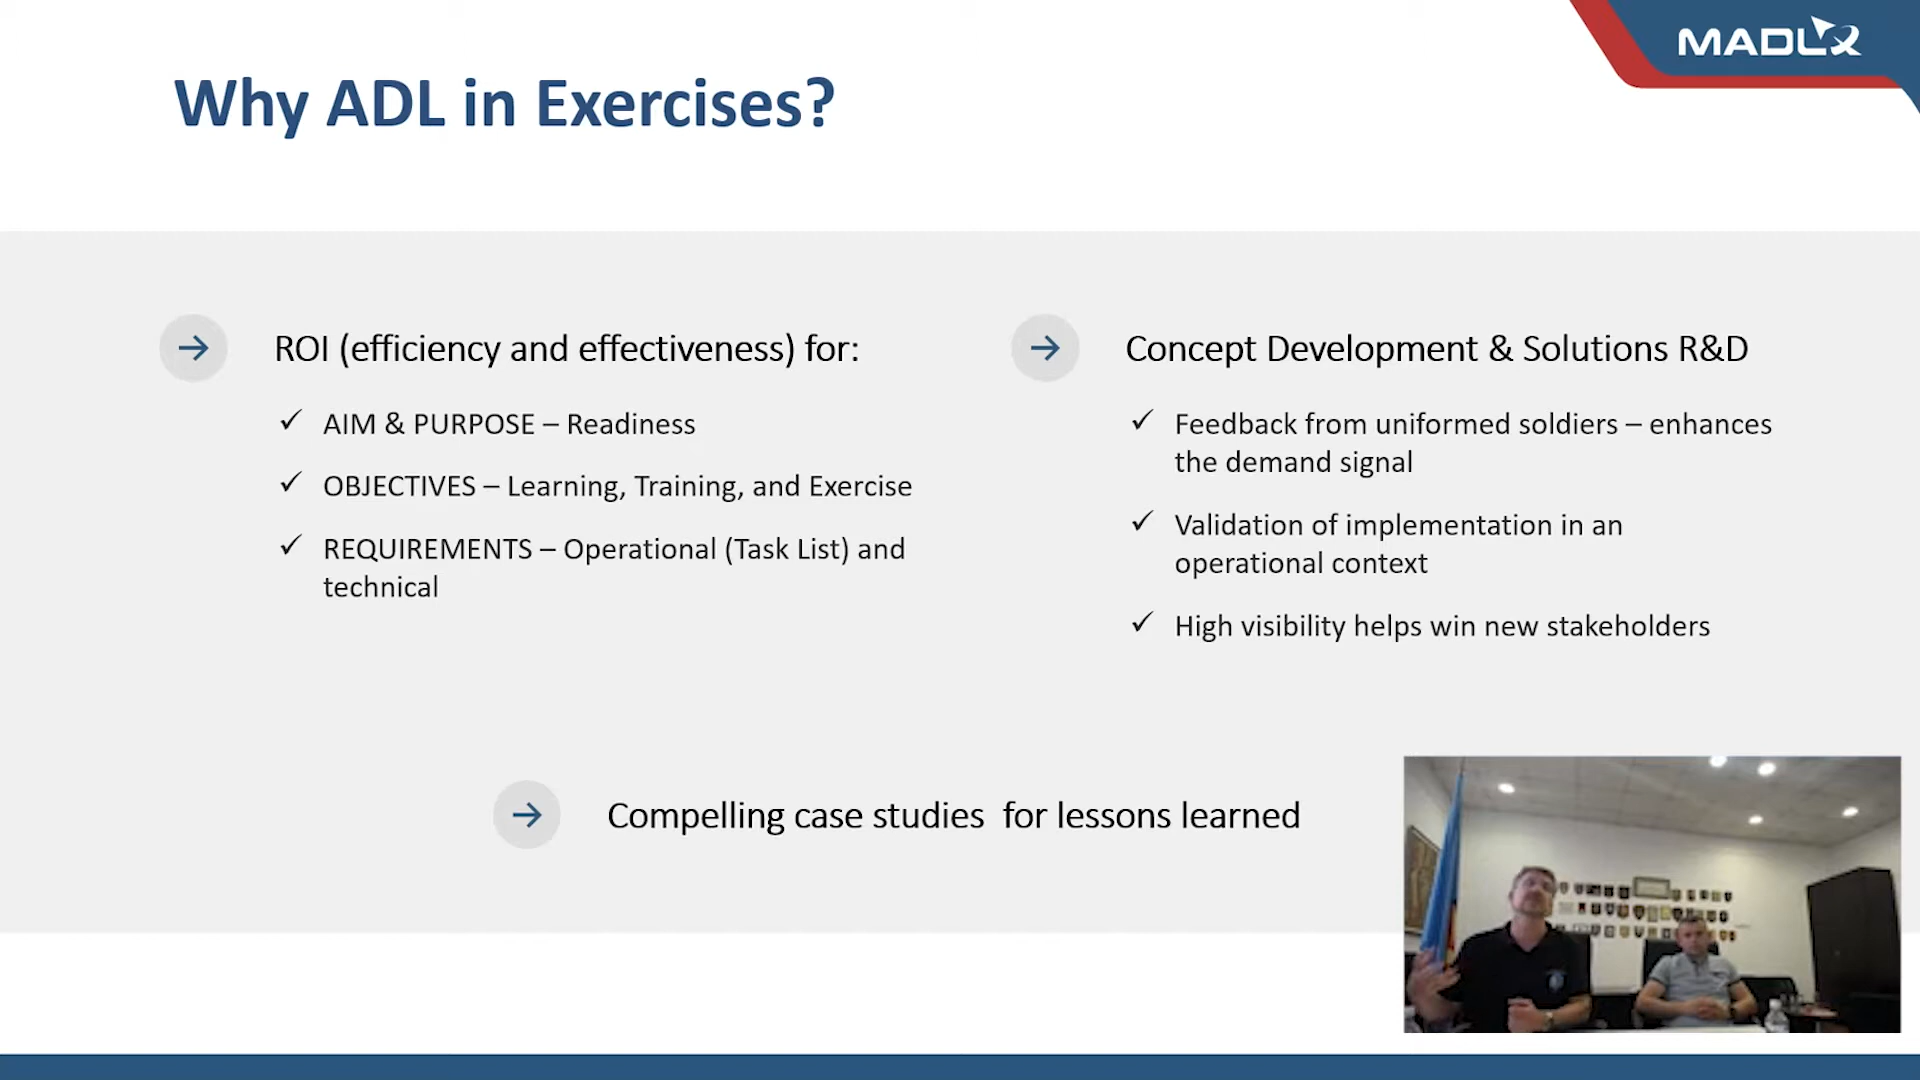 MADLx
Why ADL in Exercises?
ROI (efficiency and effectiveness) for:
✓ AIM & PURPOSE – Readiness
✓ OBJECTIVES – Learning, Training, and Exercise
✓ REQUIREMENTS – Operational (Task List) and
technical
Concept Development & Solutions R&D
✓ Feedback from uniformed soldiers – enhances
the demand signal
✓ Validation of implementation in an
operational context
✓ High visibility helps win new stakeholders
Compelling case studies for lessons learned